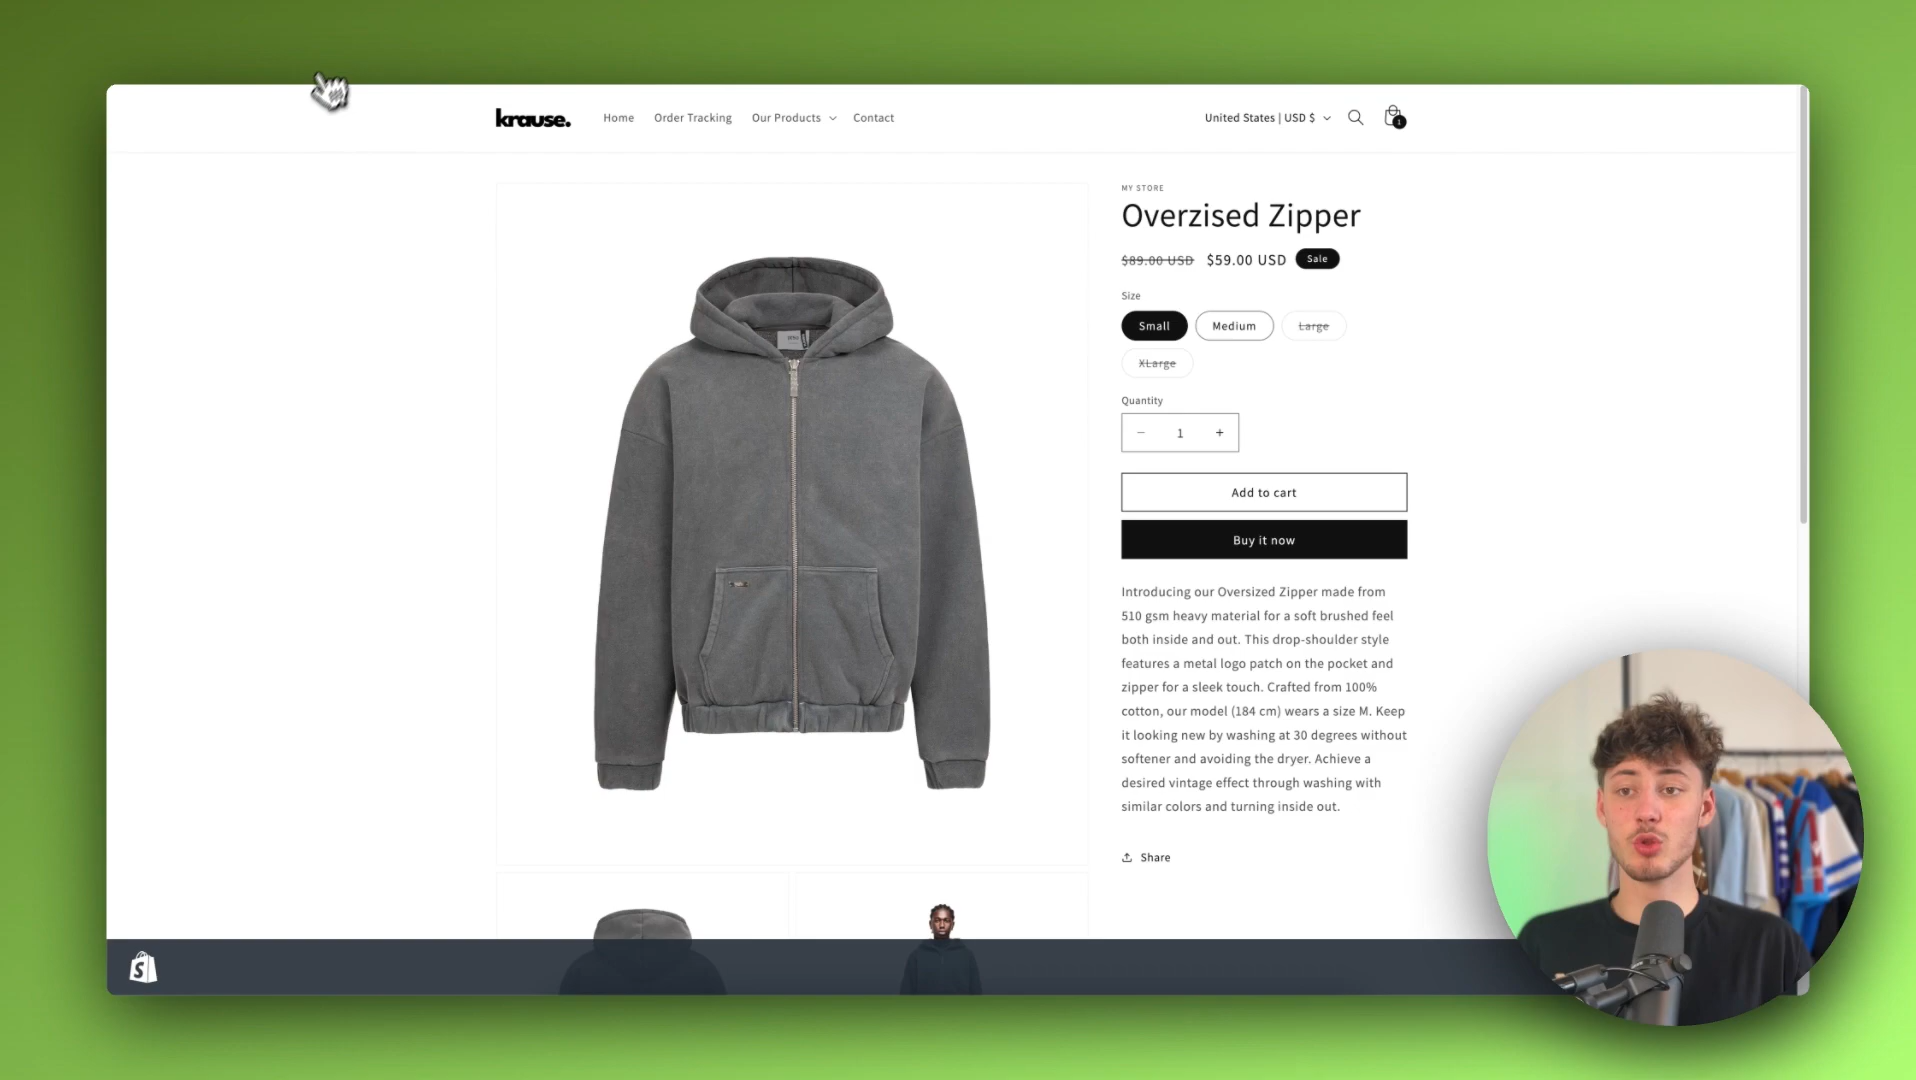 krause.
Home
Order Tracking
Our Products
Contact
United States | USD $
1
MY STORE
Overzised Zipper
$89.00 USD $59.00 USD Sale
Size
Small
Medium
Large
XLarge
Quantity
− 1 +
Add to cart
Buy it now
Introducing our Oversized Zipper made from
510 gsm heavy material for a soft brushed feel
both inside and out. This drop-shoulder style
features a metal logo patch on the pocket and
zipper for a sleek touch. Crafted from 100%
cotton, our model (184 cm) wears a size M. Keep
it looking new by washing at 30 degrees without
softener and avoiding the dryer. Achieve a
desired vintage effect through washing with
similar colors and turning inside out.
Share